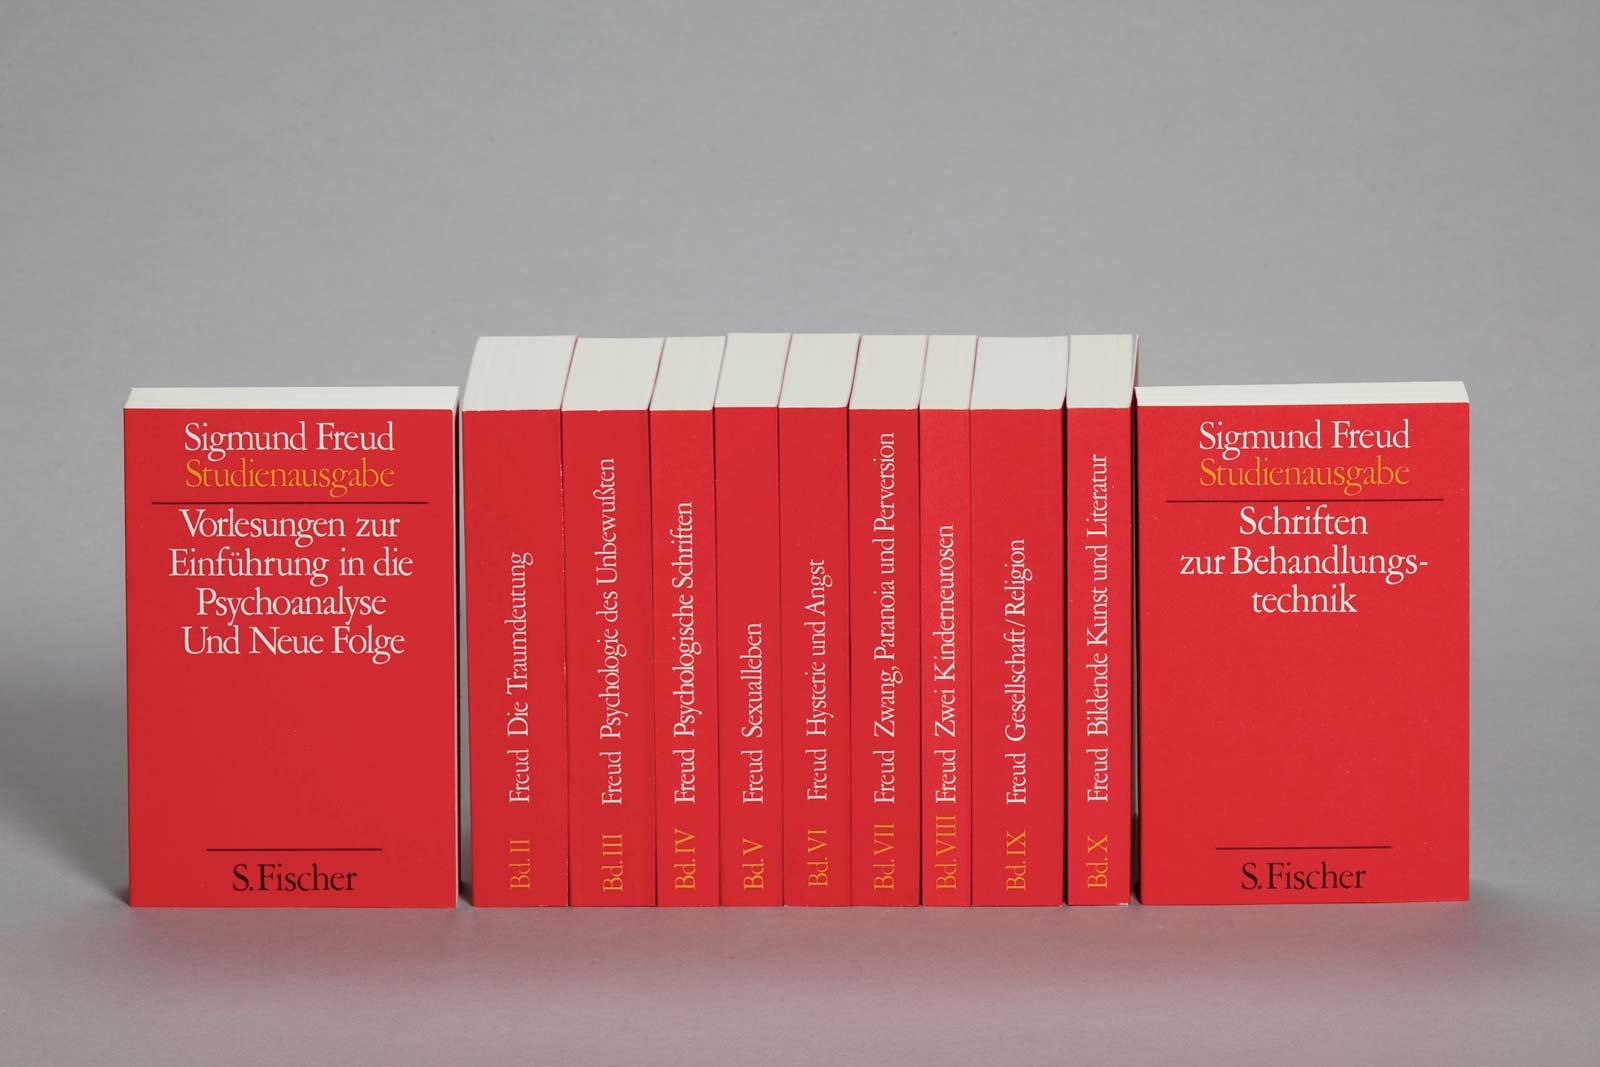 Sigmund Freud
Studienausgabe
Vorlesungen zur
Einführung in die
Psychoanalyse
Und Neue Folge
S. Fischer
Bd. II Freud Die Traumdeutung
Bd. III Freud Psychologie des Unbewußten
Bd. IV Freud Psychologische Schriften
Bd. V Freud Sexualleben
Bd. VI Freud Hysterie und Angst
Bd. VII Freud Zwang, Paranoia und Perversion
Bd. VIII Freud Zwei Kinderneurosen
Bd. IX Freud Gesellschaft/Religion
Bd. X Freud Bildende Kunst und Literatur
Sigmund Freud
Studienausgabe
Schriften
zur Behandlungs-
technik
S. Fischer